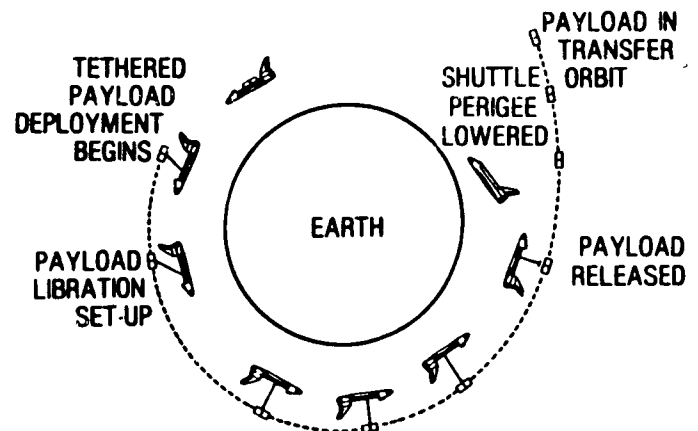 TETHERED
PAYLOAD
DEPLOYMENT
BEGINS
PAYLOAD
LIBRATION
SET-UP
EARTH
SHUTTLE
PERIGEE
LOWERED
PAYLOAD IN
TRANSFER
ORBIT
PAYLOAD
RELEASED